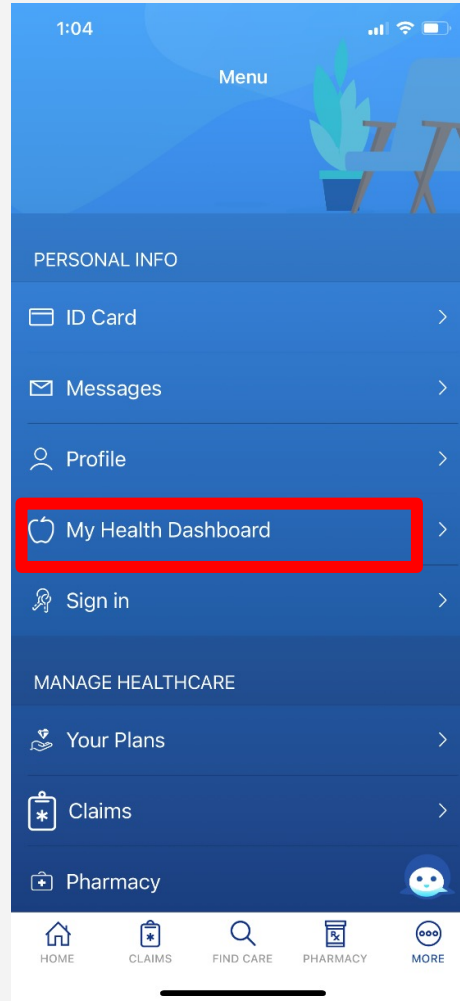 1:04
Menu
PERSONAL INFO
ID Card
Messages
Profile
My Health Dashboard
Sign in
MANAGE HEALTHCARE
Your Plans
Claims
Pharmacy
HOME CLAIMS FIND CARE PHARMACY MORE